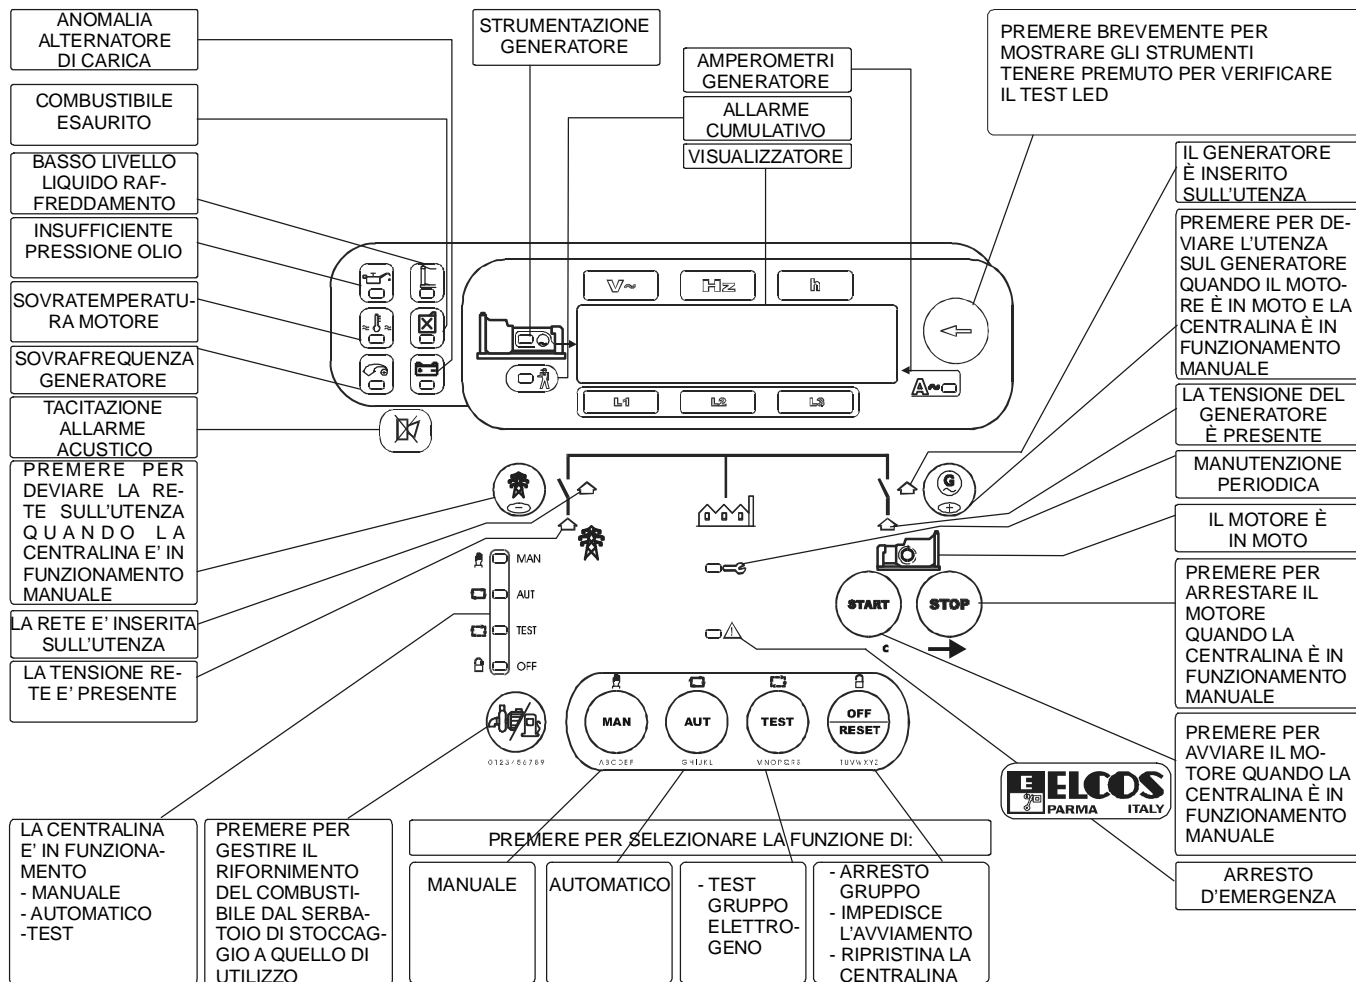 ANOMALIA
ALTERNATORE
DI CARICA
COMBUSTIBILE
ESAURITO
BASSO LIVELLO
LIQUIDO RAF-
FREDDAMENTO
INSUFFICIENTE
PRESSIONE OLIO
SOVRATEMPERATU-
RA MOTORE
SOVRAFREQUENZA
GENERATORE
TACITAZIONE
ALLARME
ACUSTICO
PREMERE PER
DEVIARE LA RE-
TE SULL'UTENZA
QUANDO LA
CENTRALINA E' IN
FUNZIONAMENTO
MANUALE
LA RETE E' INSERITA
SULL'UTENZA
LA TENSIONE RE-
TE E' PRESENTE
STRUMENTAZIONE
GENERATORE
AMPEROMETRI
GENERATORE
ALLARME
CUMULATIVO
VISUALIZZATORE
PREMERE BREVEMENTE PER
MOSTRARE GLI STRUMENTI
TENERE PREMUTO PER VERIFICARE
IL TEST LED
IL GENERATORE
È INSERITO
SULL'UTENZA
PREMERE PER DE-
VIARE L'UTENZA
SUL GENERATORE
QUANDO IL MOTO-
RE È IN MOTO E LA
CENTRALINA È IN
FUNZIONAMENTO
MANUALE
LA TENSIONE DEL
GENERATORE
È PRESENTE
MANUTENZIONE
PERIODICA
IL MOTORE È
IN MOTO
PREMERE PER
ARRESTARE IL
MOTORE
QUANDO LA
CENTRALINA È IN
FUNZIONAMENTO
MANUALE
PREMERE PER
AVVIARE IL MO-
TORE QUANDO LA
CENTRALINA È IN
FUNZIONAMENTO
MANUALE
ARRESTO
D'EMERGENZA
V~ Hz h
A~
L1 L2 L3
G
MAN
AUT
TEST
OFF
START STOP
C
MAN AUT TEST OFF
RESET
0123456789 ABCDEF GHIJKL MNOPQRS TUVWXYZ
E ELCOS
PARMA ITALY
LA CENTRALINA
E' IN FUNZIONA-
MENTO
- MANUALE
- AUTOMATICO
-TEST
PREMERE PER
GESTIRE IL
RIFORNIMENTO
DEL COMBUSTI-
BILE DAL SERBA-
TOIO DI STOCCAG-
GIO A QUELLO DI
UTILIZZO
PREMERE PER SELEZIONARE LA FUNZIONE DI:
MANUALE
AUTOMATICO
- TEST
GRUPPO
ELETTRO-
GENO
- ARRESTO
GRUPPO
- IMPEDISCE
L'AVVIAMENTO
- RIPRISTINA LA
CENTRALINA